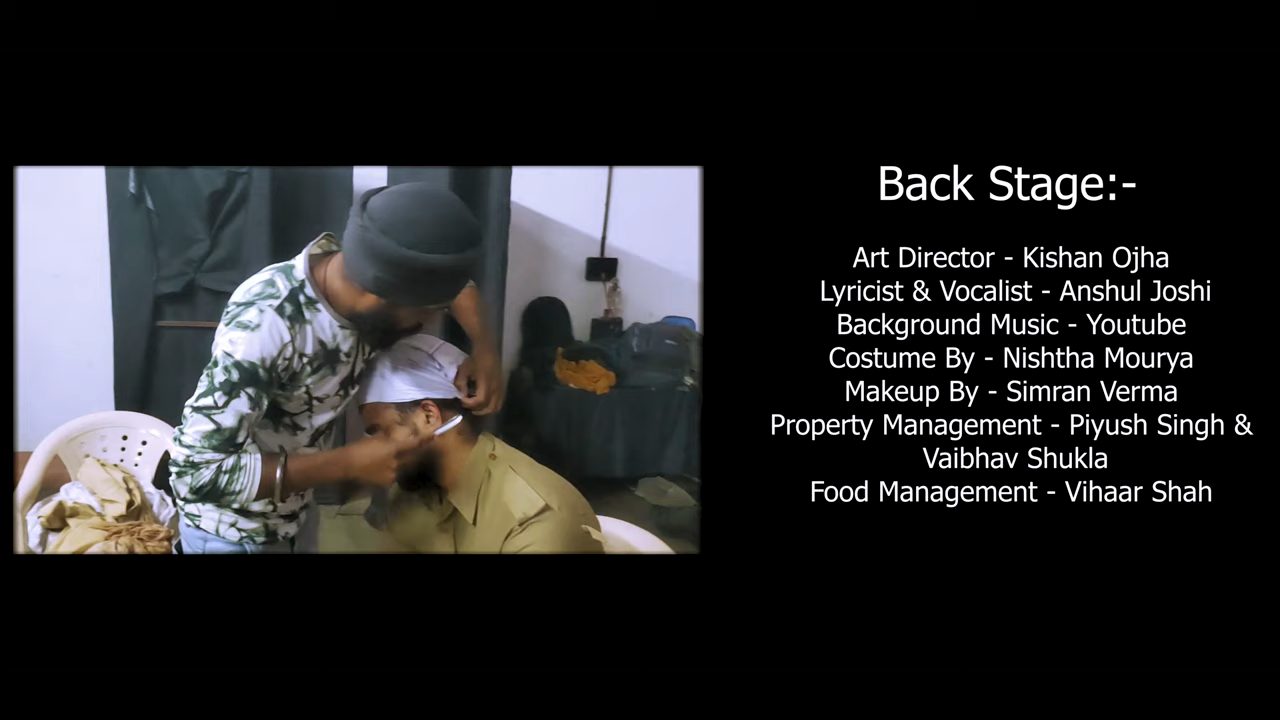 Back Stage:-
Art Director - Kishan Ojha
Lyricist & Vocalist - Anshul Joshi
Background Music - Youtube
Costume By - Nishtha Mourya
Makeup By - Simran Verma
Property Management - Piyush Singh &
Vaibhav Shukla
Food Management - Vihaar Shah